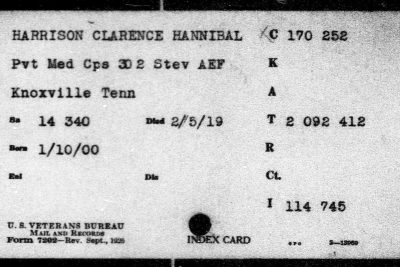 HARRISON CLARENCE HANNIBAL C 170 252
Pvt Med Cps 302 Stev AEF K
Knoxville Tenn A
Sn 14 340 Died 2/5/19 T 2 092 412
Born 1/10/00 R
Enl Dis Ct.
I 114 745
U. S. VETERANS BUREAU
MAIL AND RECORDS
Form 7202—Rev. Sept., 1925
INDEX CARD
GPO